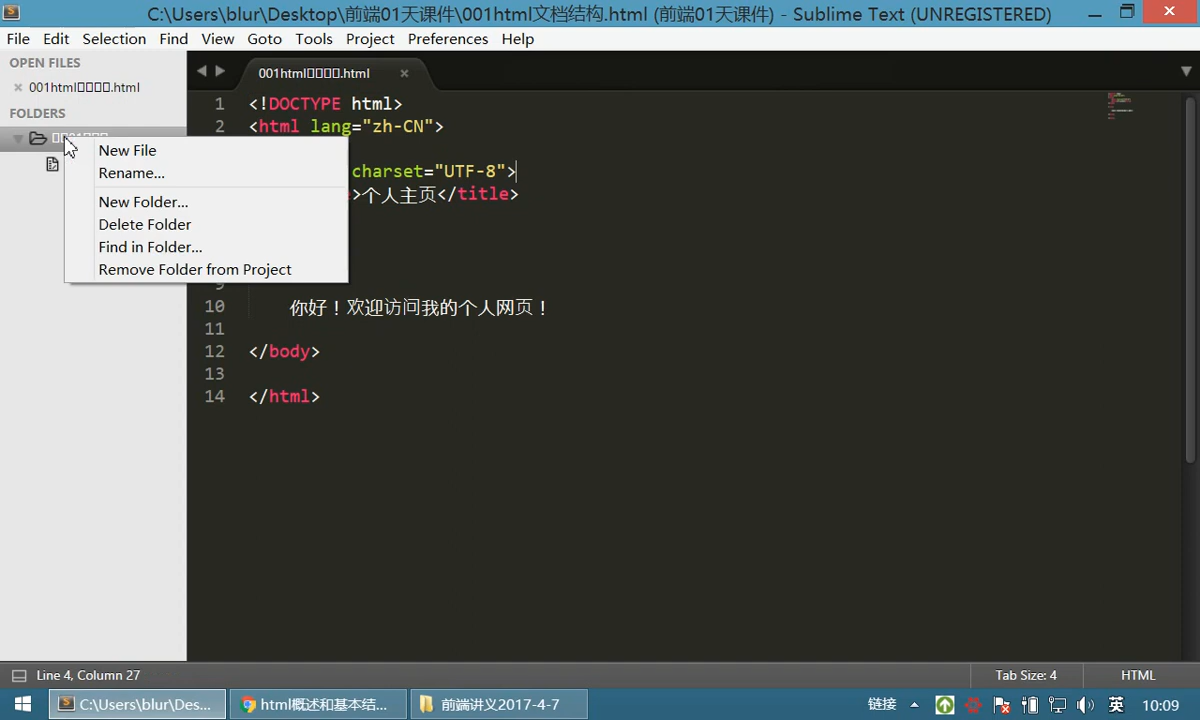 C:\Users\blur\Desktop\前端01天课件\001html文档结构.html (前端01天课件) - Sublime Text (UNREGISTERED)
File Edit Selection Find View Goto Tools Project Preferences Help
OPEN FILES
001html□□□□.html
FOLDERS
New File
Rename...
New Folder...
Delete Folder
Find in Folder...
Remove Folder from Project
001html□□□□.html
1 <!DOCTYPE html>
2 <html lang="zh-CN">
charset="UTF-8">
>个人主页</title>
9
10 你好！欢迎访问我的个人网页！
11
12 </body>
13
14 </html>
Line 4, Column 27
Tab Size: 4
HTML
C:\Users\blur\Des...
html概述和基本结...
前端讲义2017-4-7
链接
英
10:09